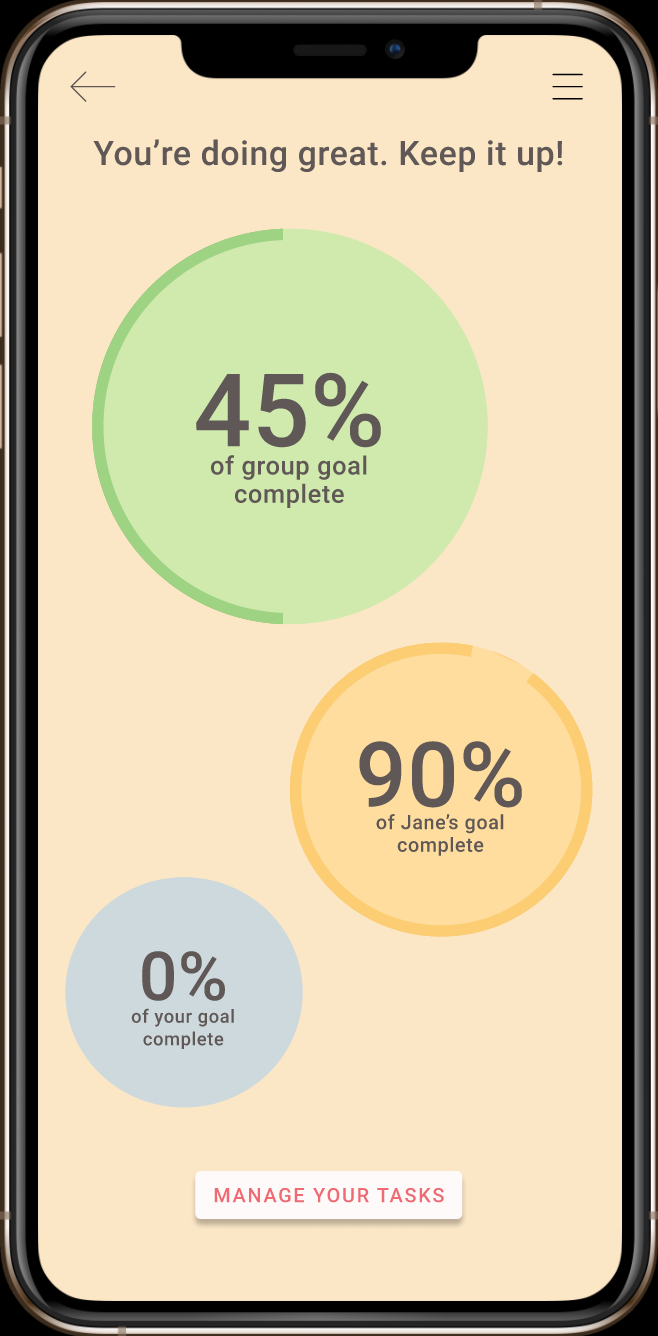 You’re doing great. Keep it up!
45%
of group goal
complete
90%
of Jane’s goal
complete
0%
of your goal
complete
MANAGE YOUR TASKS